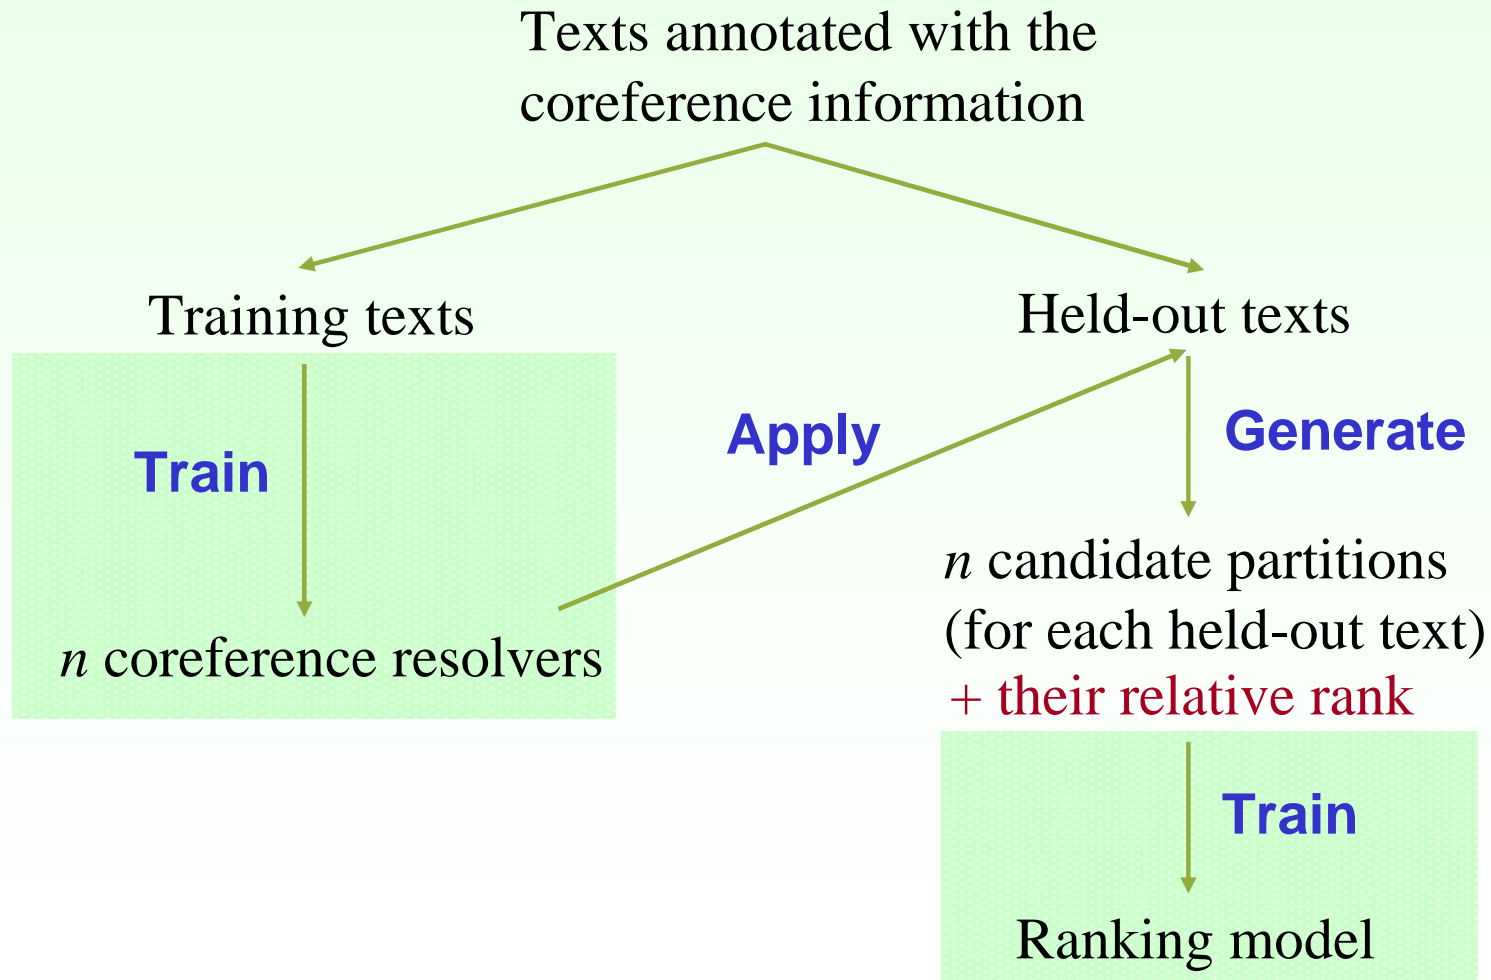 Texts annotated with the
coreference information
Training texts
Held-out texts
Train
Apply
Generate
n coreference resolvers
n candidate partitions
(for each held-out text)
+ their relative rank
Train
Ranking model